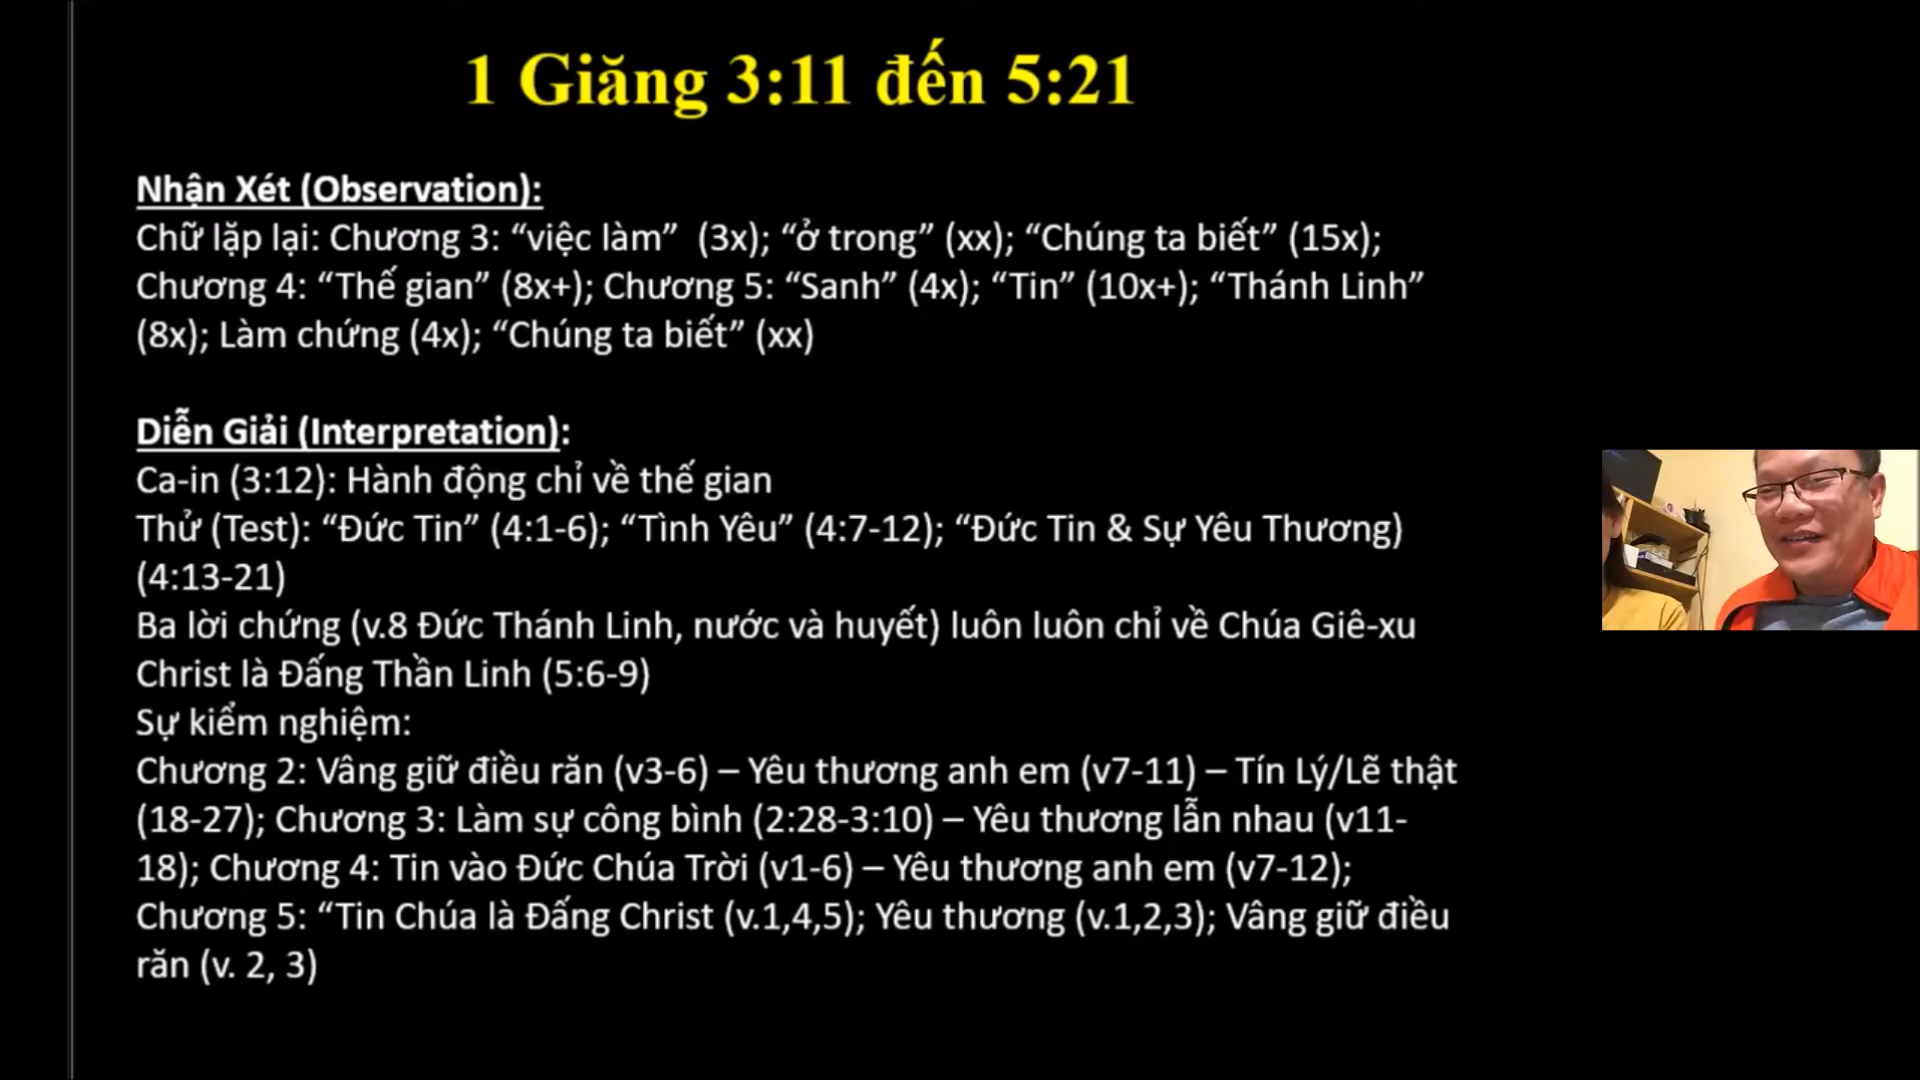 1 Giăng 3:11 đến 5:21
Nhận Xét (Observation):
Chữ lặp lại: Chương 3: “việc làm”  (3x); “ở trong” (xx); “Chúng ta biết” (15x);
Chương 4: “Thế gian” (8x+); Chương 5: “Sanh” (4x); “Tin” (10x+); “Thánh Linh”
(8x); Làm chứng (4x); “Chúng ta biết” (xx)
Diễn Giải (Interpretation):
Ca-in (3:12): Hành động chỉ về thế gian
Thử (Test): “Đức Tin” (4:1-6); “Tình Yêu” (4:7-12); “Đức Tin & Sự Yêu Thương)
(4:13-21)
Ba lời chứng (v.8 Đức Thánh Linh, nước và huyết) luôn luôn chỉ về Chúa Giê-xu
Christ là Đấng Thần Linh (5:6-9)
Sự kiểm nghiệm:
Chương 2: Vâng giữ điều răn (v3-6) – Yêu thương anh em (v7-11) – Tín Lý/Lẽ thật
(18-27); Chương 3: Làm sự công bình (2:28-3:10) – Yêu thương lẫn nhau (v11-
18); Chương 4: Tin vào Đức Chúa Trời (v1-6) – Yêu thương anh em (v7-12);
Chương 5: “Tin Chúa là Đấng Christ (v.1,4,5); Yêu thương (v.1,2,3); Vâng giữ điều
răn (v. 2, 3)